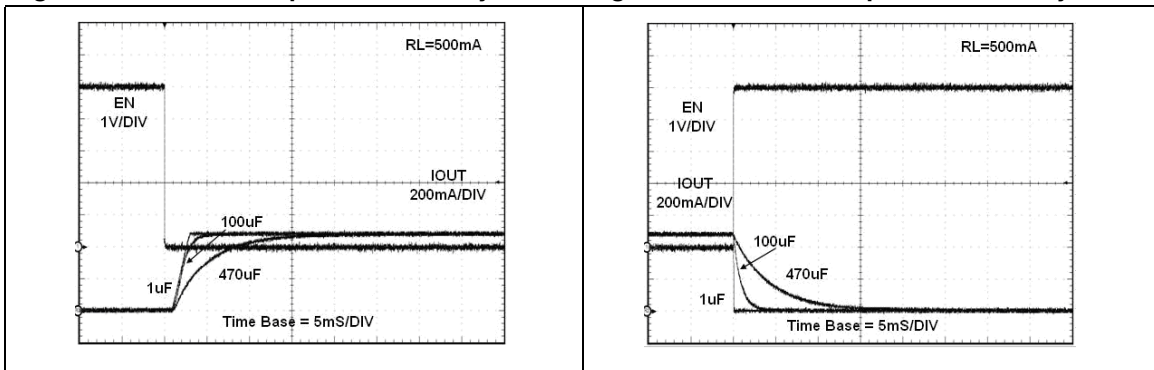 RL=500mA
EN
1V/DIV
IOUT
200mA/DIV
100uF
1uF
470uF
Time Base = 5mS/DIV
RL=500mA
EN
1V/DIV
IOUT
200mA/DIV
100uF
470uF
1uF
Time Base = 5mS/DIV